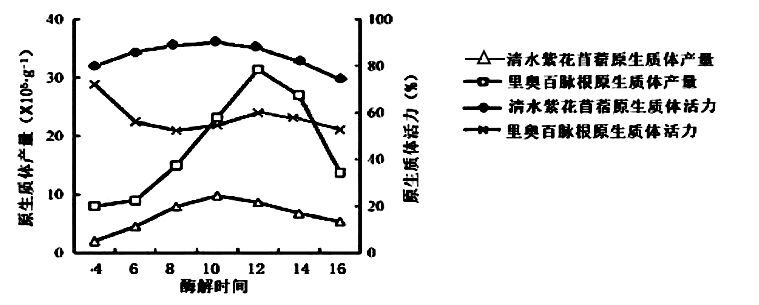 40
30
20
10
0
原生质体产量（X10⁶·g⁻¹）
100
80
60
40
20
0
原生质体活力（%）
4 6 8 10 12 14 16
酶解时间
清水紫花苜蓿原生质体产量
里奥百脉根原生质体产量
清水紫花苜蓿原生质体活力
里奥百脉根原生质体活力